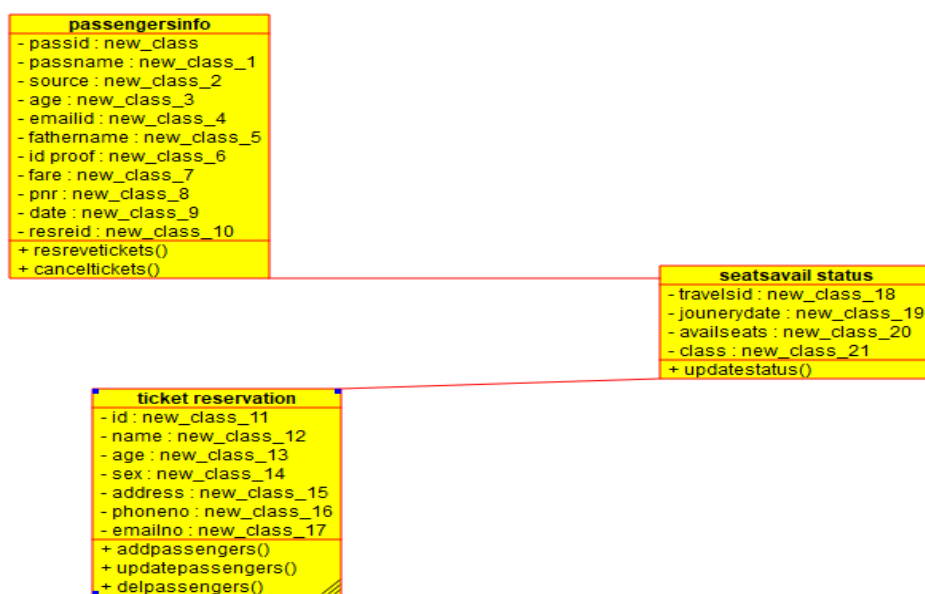 passengersinfo
- passid : new_class
- passname : new_class_1
- source : new_class_2
- age : new_class_3
- emailid : new_class_4
- fathername : new_class_5
- id proof : new_class_6
- fare : new_class_7
- pnr : new_class_8
- date : new_class_9
- resreid : new_class_10
+ resrevetickets()
+ canceltickets()
seatsavail status
- travelsid : new_class_18
- jounerydate : new_class_19
- availseats : new_class_20
- class : new_class_21
+ updatestatus()
ticket reservation
- id : new_class_11
- name : new_class_12
- age : new_class_13
- sex : new_class_14
- address : new_class_15
- phoneno : new_class_16
- emailno : new_class_17
+ addpassengers()
+ updatepassengers()
+ delpassengers()